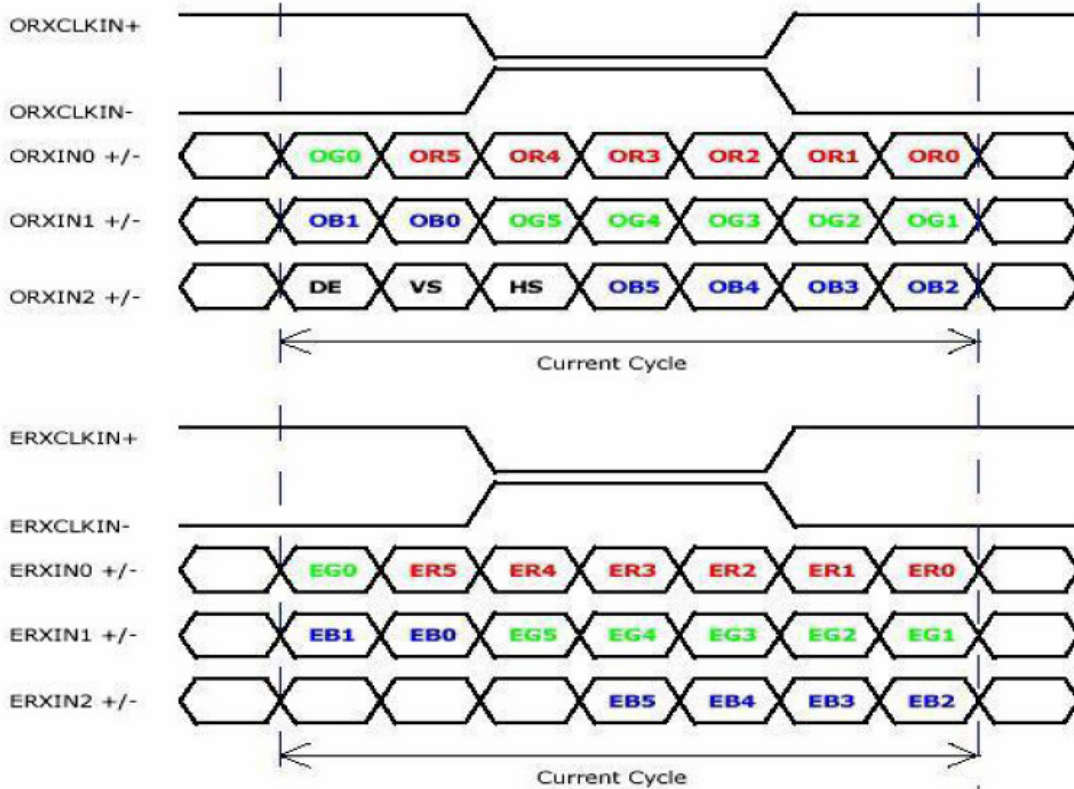 ORXCLKIN+
ORXCLKIN-
ORXIN0 +/- OG0 OR5 OR4 OR3 OR2 OR1 OR0
ORXIN1 +/- OB1 OB0 OG5 OG4 OG3 OG2 OG1
ORXIN2 +/- DE VS HS OB5 OB4 OB3 OB2
Current Cycle
ERXCLKIN+
ERXCLKIN-
ERXIN0 +/- EG0 ER5 ER4 ER3 ER2 ER1 ER0
ERXIN1 +/- EB1 EB0 EG5 EG4 EG3 EG2 EG1
ERXIN2 +/- EB5 EB4 EB3 EB2
Current Cycle